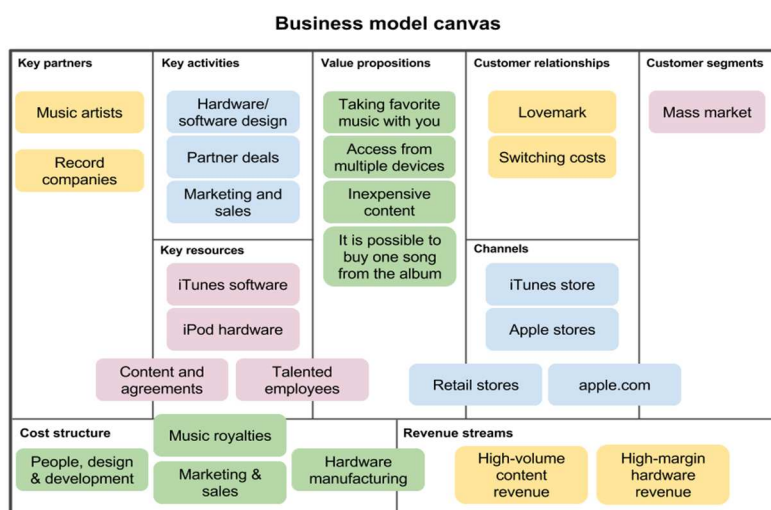 Business model canvas
Key partners
Music artists
Record
companies
Key activities
Hardware/
software design
Partner deals
Marketing and
sales
Key resources
iTunes software
iPod hardware
Content and
agreements
Talented
employees
Value propositions
Taking favorite
music with you
Access from
multiple devices
Inexpensive
content
It is possible to
buy one song
from the album
Customer relationships
Lovemark
Switching costs
Channels
iTunes store
Apple stores
Retail stores
apple.com
Customer segments
Mass market
Cost structure
People, design
& development
Music royalties
Marketing &
sales
Hardware
manufacturing
Revenue streams
High-volume
content
revenue
High-margin
hardware
revenue